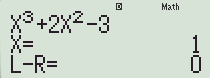 Math
X³+2X²-3
X= 1
L-R= 0